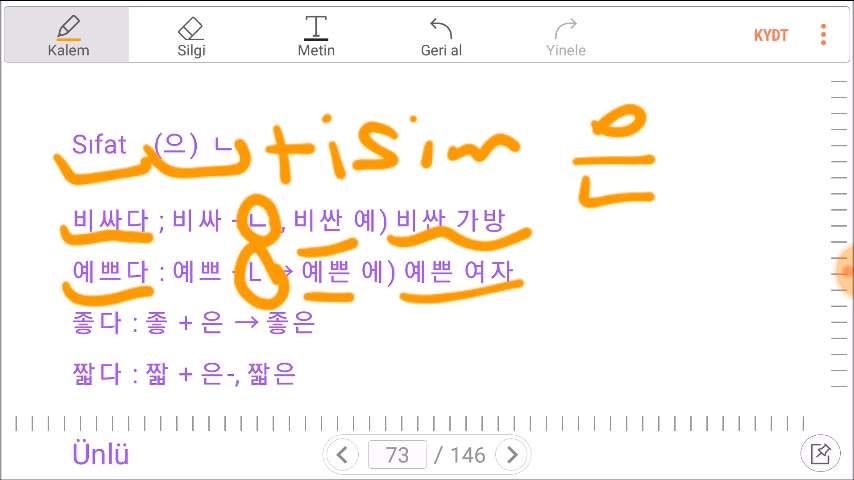 Kalem Silgi Metin Geri al Yinele KYDT
Sıfat (으) ㄴ + isim 은
비싸다 ; 비싸 + ㄴ, 비싼 예) 비싼 가방
예쁘다 : 예쁘 + L → 예쁜 에) 예쁜 여자
좋다 : 좋 + 은 → 좋은
짧다 : 짧 + 은-, 짧은
Ünlü
73 / 146